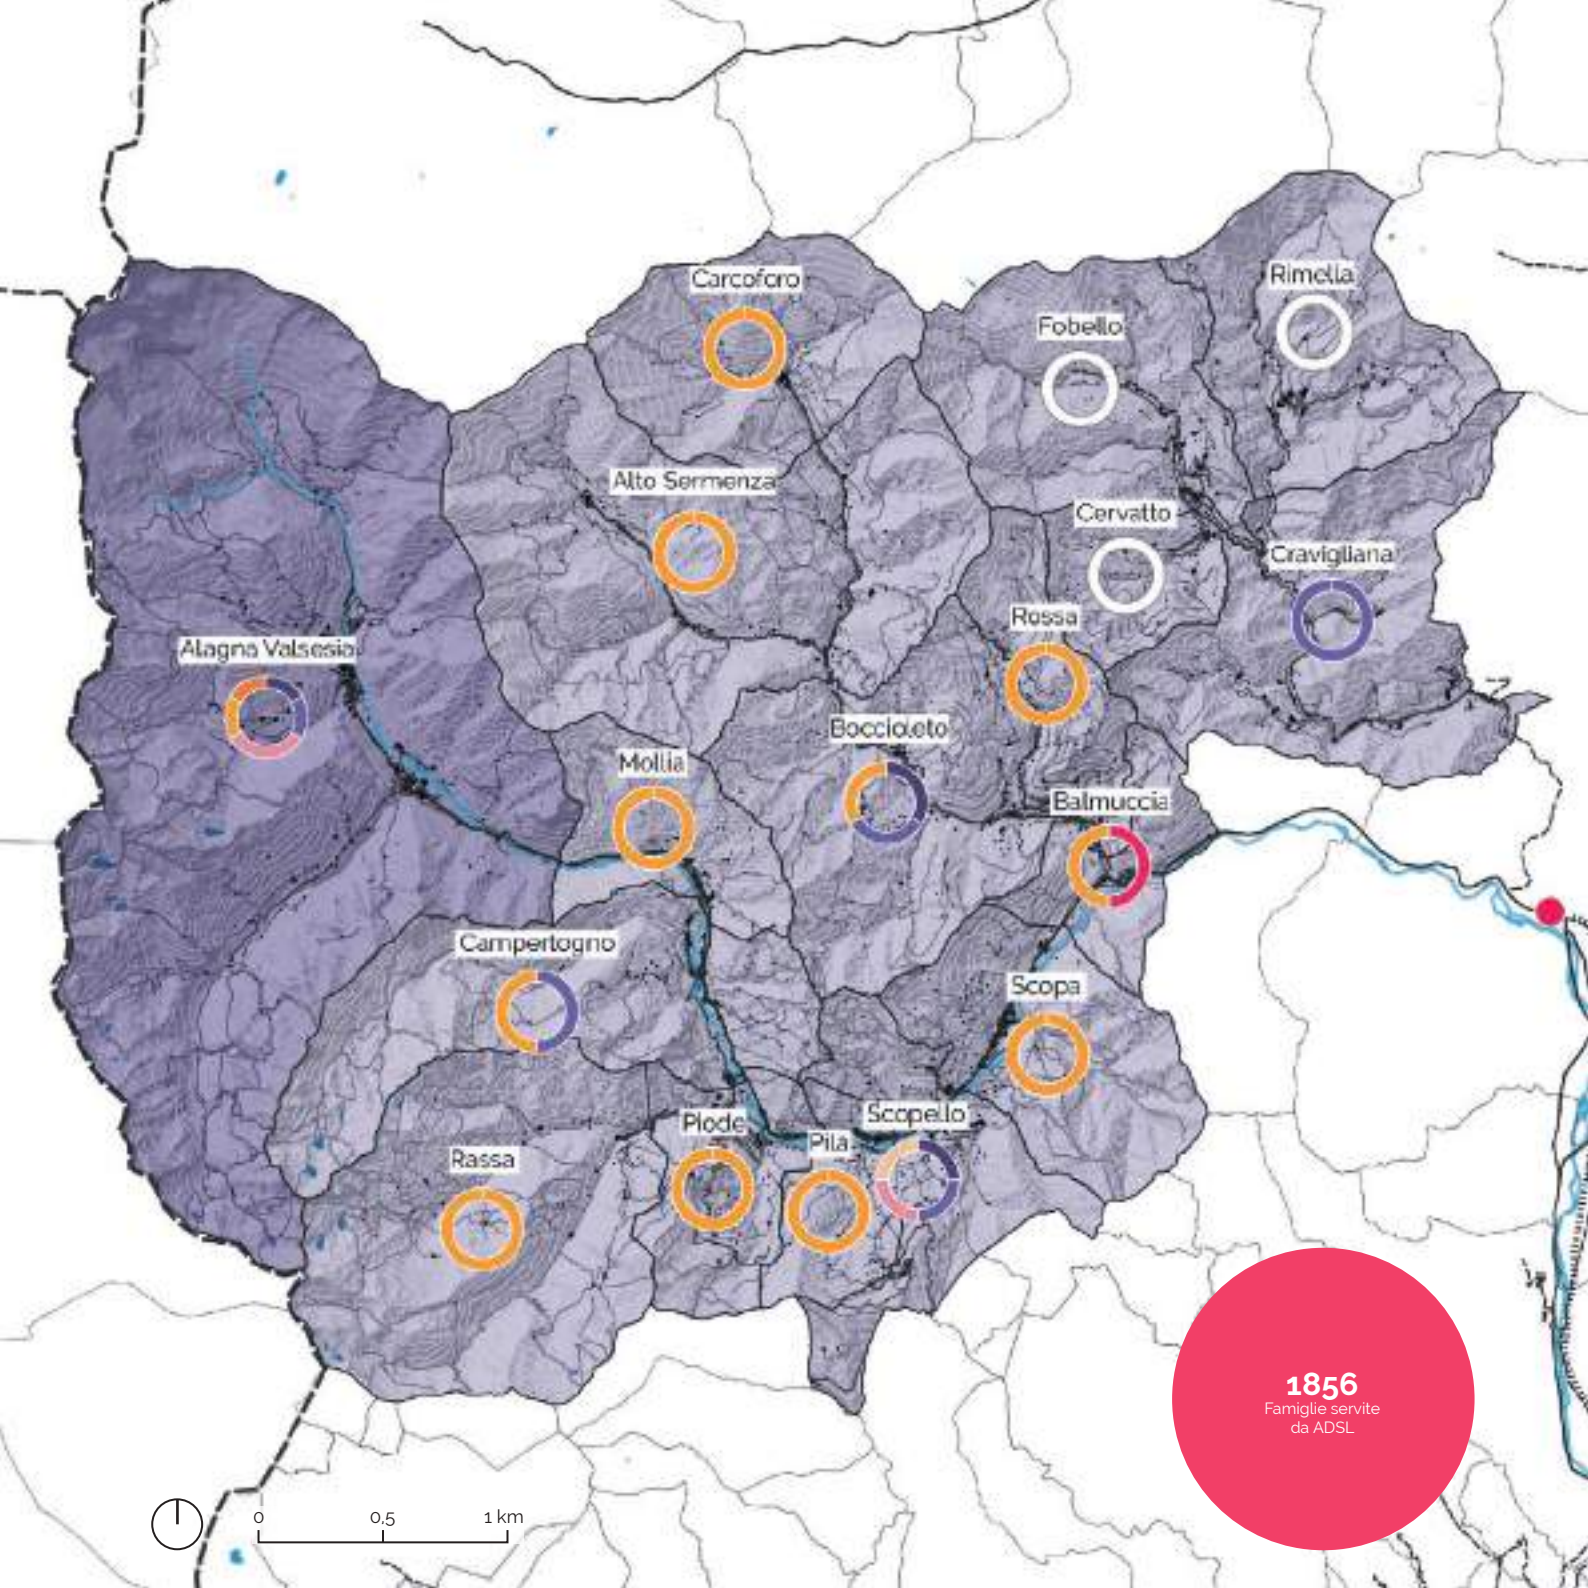 Carcoforo
Rimella
Fobello
Alto Sermenza
Cervatto
Cravigliana
Rossa
Alagna Valsesia
Boccioleto
Mollia
Balmuccia
Campertogno
Scopa
Scopello
Piode
Pila
Rassa
1856
Famiglie servite
da ADSL
0 0,5 1 km